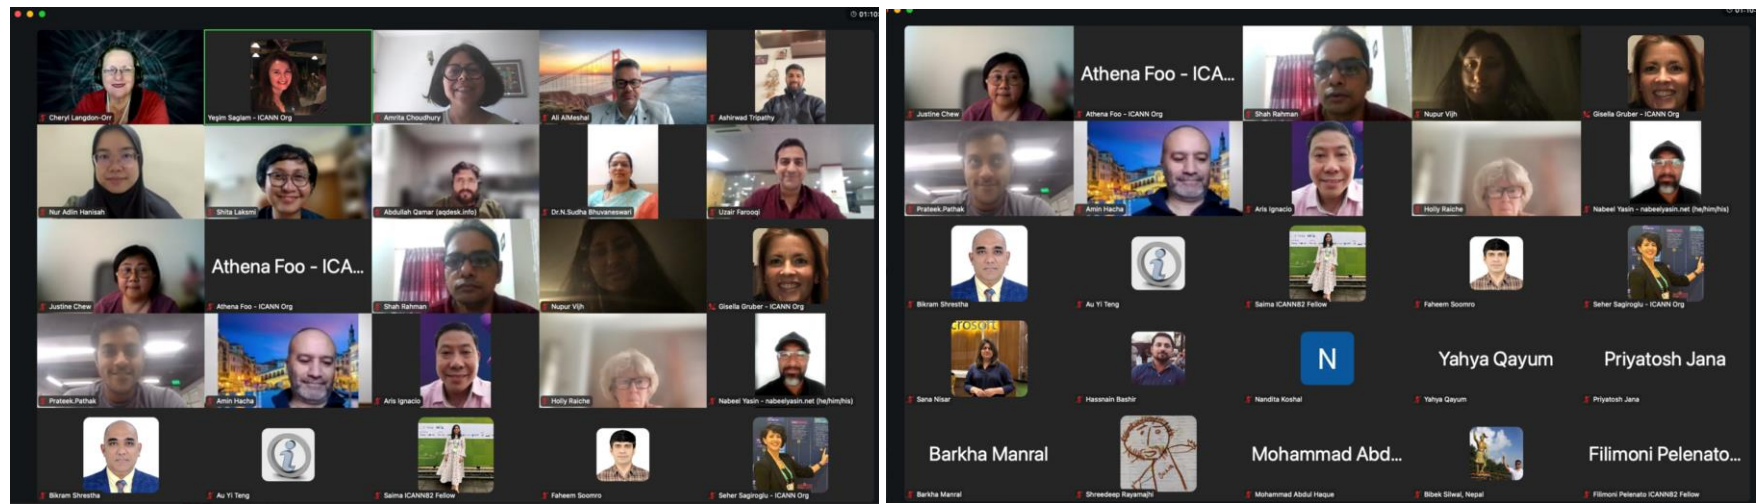 01:10
Cheryl Langdon-Orr
Yeşim Saglam - ICANN Org
Amrita Choudhury
Ali AlMeshal
Ashirwad Tripathy
Nur Adlin Hanisah
Shita Laksmi
Abdullah Qamar (aqdesk.info)
Dr.N.Sudha Bhuvaneswari
Uzair Farooqi
Athena Foo - ICA...
Justine Chew
Athena Foo - ICANN Org
Shah Rahman
Nupur Vijh
Gisella Gruber - ICANN Org
Prateek.Pathak
Amin Hacha
Aris Ignacio
Holly Raiche
Nabeel Yasin - nabeelyasin.net (he/him/his)
Bikram Shrestha
Au Yi Teng
Saima ICANN82 Fellow
Faheem Soomro
Seher Sagiroglu - ICANN Org
Athena Foo - ICA...
Justine Chew
Athena Foo - ICANN Org
Shah Rahman
Nupur Vijh
Gisella Gruber - ICANN Org
Prateek.Pathak
Amin Hacha
Aris Ignacio
Holly Raiche
Nabeel Yasin - nabeelyasin.net (he/him/his)
Bikram Shrestha
Au Yi Teng
Saima ICANN82 Fellow
Faheem Soomro
Seher Sagiroglu - ICANN Org
crosoft
N
Yahya Qayum
Priyatosh Jana
Sana Nisar
Hassnain Bashir
Nandita Koshal
Yahya Qayum
Priyatosh Jana
Barkha Manral
Mohammad Abd...
Filimoni Pelenato...
Barkha Manral
Shreedeep Rayamajhi
Mohammad Abdul Haque
Bibek Silwal, Nepal
Filimoni Pelenato ICANN82 Fellow